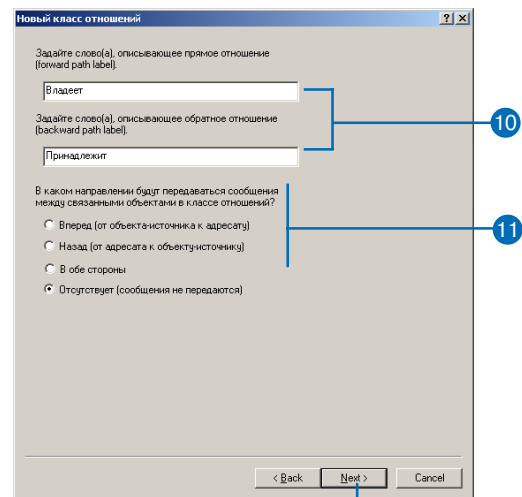 Новый класс отношений
Задайте слово(а), описывающее прямое отношение
(forward path label).
Владеет
Задайте слово(а), описывающее обратное отношение
(backward path label).
Принадлежит
10
В каком направлении будут передаваться сообщения
между связанными объектами в классе отношений?
Вперед (от объекта-источника к адресату)
Назад (от адресата к объекту-источнику)
В обе стороны
Отсутствует (сообщения не передаются)
11
< Back
Next >
Cancel